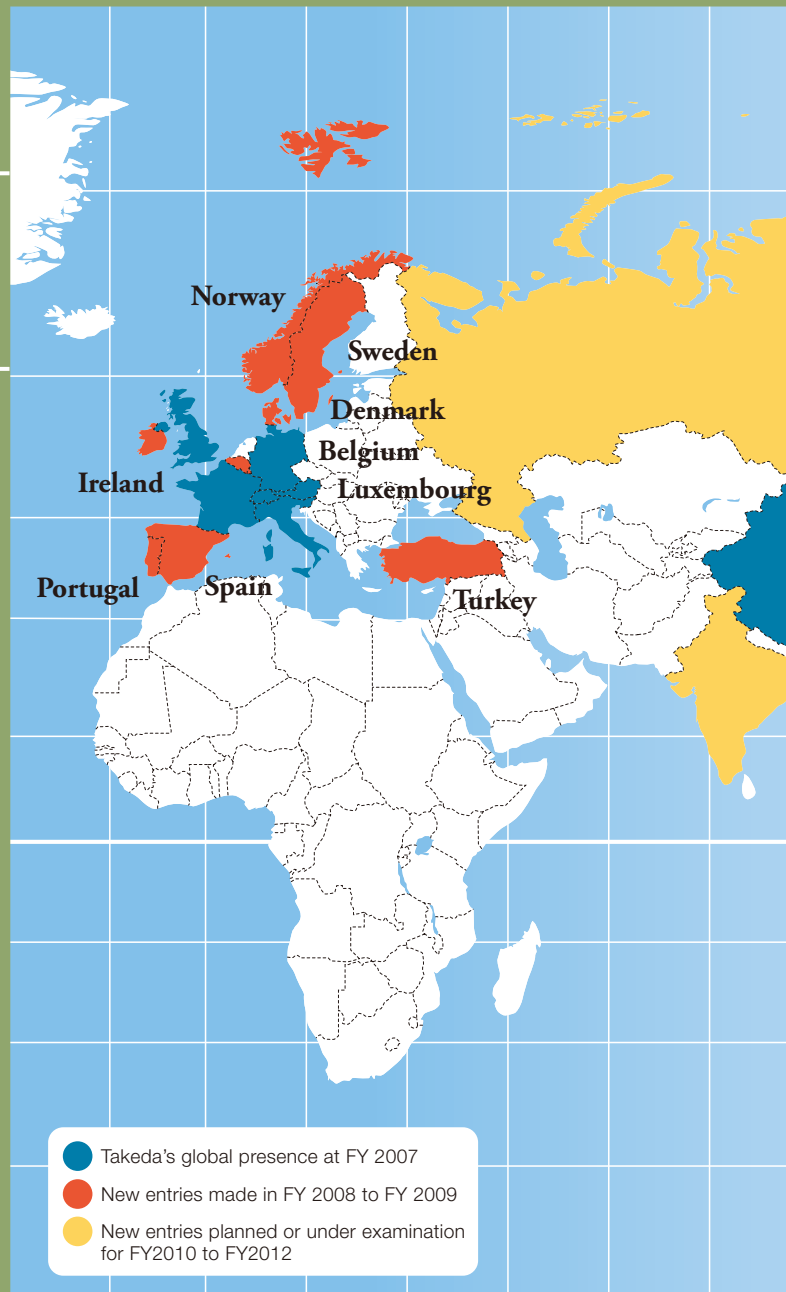 Norway
Sweden
Denmark
Belgium
Ireland
Luxembourg
Portugal
Spain
Turkey
Takeda's global presence at FY 2007
New entries made in FY 2008 to FY 2009
New entries planned or under examination
for FY2010 to FY2012